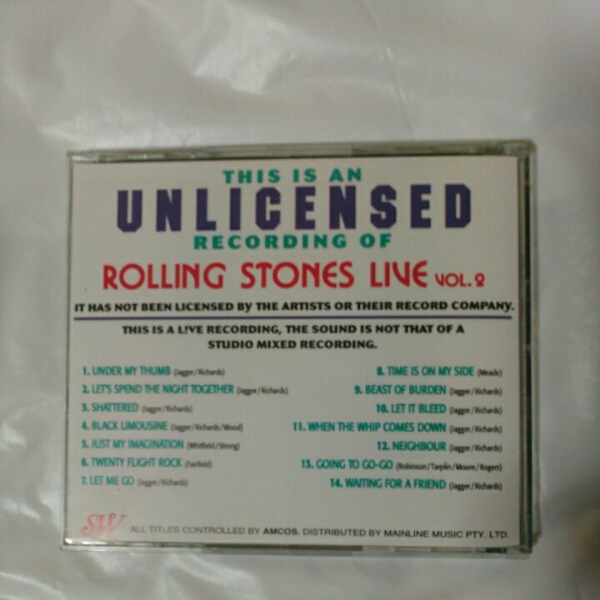 THIS IS AN
UNLICENSED
RECORDING OF
ROLLING STONES LIVE VOL. 2
IT HAS NOT BEEN LICENSED BY THE ARTISTS OR THEIR RECORD COMPANY.
THIS IS A LIVE RECORDING, THE SOUND IS NOT THAT OF A
STUDIO MIXED RECORDING.
1. UNDER MY THUMB (Jagger/Richards)
2. LET'S SPEND THE NIGHT TOGETHER (Jagger/Richards)
3. SHATTERED (Jagger/Richards)
4. BLACK LIMOUSINE (Jagger/Richards/Wood)
5. JUST MY IMAGINATION (Whitfield/Strong)
6. TWENTY FLIGHT ROCK (Fairfield)
7. LET ME GO (Jagger/Richards)
8. TIME IS ON MY SIDE (Meade)
9. BEAST OF BURDEN (Jagger/Richards)
10. LET IT BLEED (Jagger/Richards)
11. WHEN THE WHIP COMES DOWN (Jagger/Richards)
12. NEIGHBOUR (Jagger/Richards)
13. GOING TO GO-GO (Robinson/Tarplin/Moore/Rogers)
14. WAITING FOR A FRIEND (Jagger/Richards)
SW ALL TITLES CONTROLLED BY AMCOS. DISTRIBUTED BY MAINLINE MUSIC PTY. LTD.